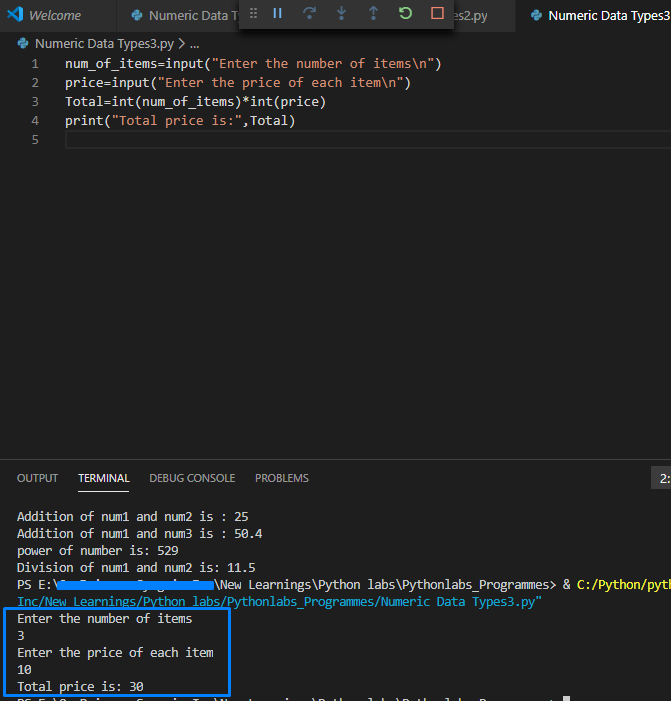 Welcome Numeric Data es2.py Numeric Data Types3
Numeric Data Types3.py > ...
1 num_of_items=input("Enter the number of items\n")
2 price=input("Enter the price of each item\n")
3 Total=int(num_of_items)*int(price)
4 print("Total price is:",Total)
5
OUTPUT TERMINAL DEBUG CONSOLE PROBLEMS 2:
Addition of num1 and num2 is : 25
Addition of num1 and num3 is : 50.4
power of number is: 529
Division of num1 and num2 is: 11.5
PS E:\ \New Learnings\Python labs\Pythonlabs_Programmes> & C:/Python/pyth
Inc/New Learnings/Python labs/Pythonlabs_Programmes/Numeric Data Types3.py"
Enter the number of items
3
Enter the price of each item
10
Total price is: 30